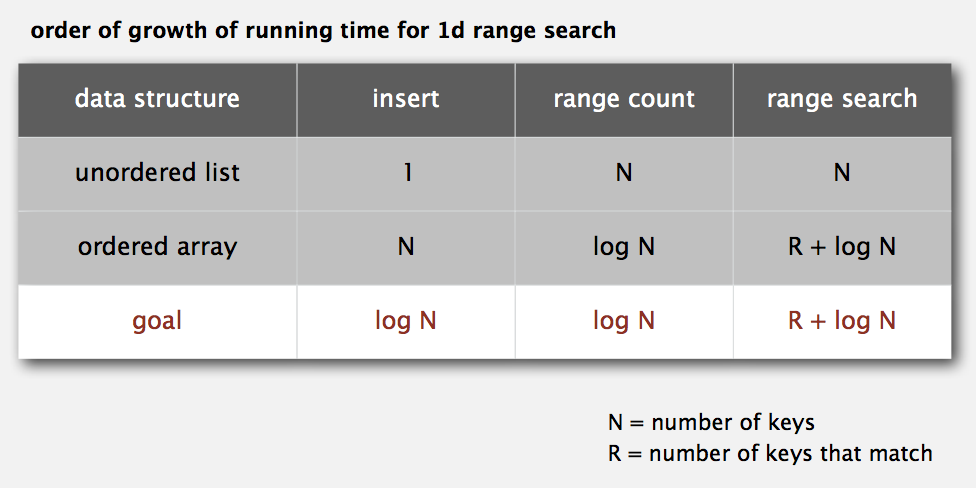 order of growth of running time for 1d range search
data structure insert range count range search
unordered list 1 N N
ordered array N log N R + log N
goal log N log N R + log N
N = number of keys
R = number of keys that match